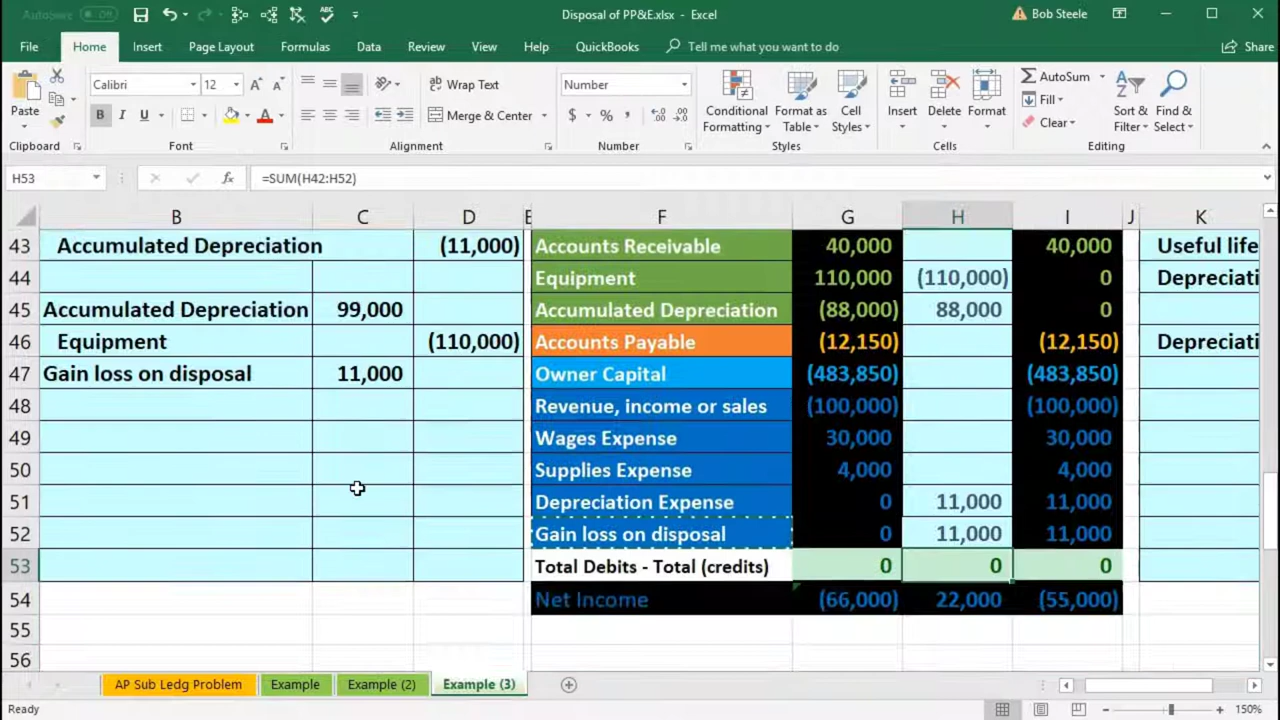 AutoSave Off Disposal of PP&E.xlsx - Excel Bob Steele
File Home Insert Page Layout Formulas Data Review View Help QuickBooks Tell me what you want to do Share
Paste Calibri 12 Wrap Text Number AutoSum
B I U Merge & Center $ % Conditional Formatting Format as Table Cell Styles Insert Delete Format Fill Clear Sort & Filter Find & Select
Clipboard Font Alignment Number Styles Cells Editing
H53 fx =SUM(H42:H52)
B C D E F G H I J K
43 Accumulated Depreciation (11,000) Accounts Receivable 40,000 40,000 Useful life
44 Equipment 110,000 (110,000) 0 Depreciati
45 Accumulated Depreciation 99,000 Accumulated Depreciation (88,000) 88,000 0
46 Equipment (110,000) Accounts Payable (12,150) (12,150) Depreciati
47 Gain loss on disposal 11,000 Owner Capital (483,850) (483,850)
48 Revenue, income or sales (100,000) (100,000)
49 Wages Expense 30,000 30,000
50 Supplies Expense 4,000 4,000
51 Depreciation Expense 0 11,000 11,000
52 Gain loss on disposal 0 11,000 11,000
53 Total Debits - Total (credits) 0 0 0
54 Net Income (66,000) 22,000 (55,000)
55
56
AP Sub Ledg Problem Example Example (2) Example (3)
Ready 150%